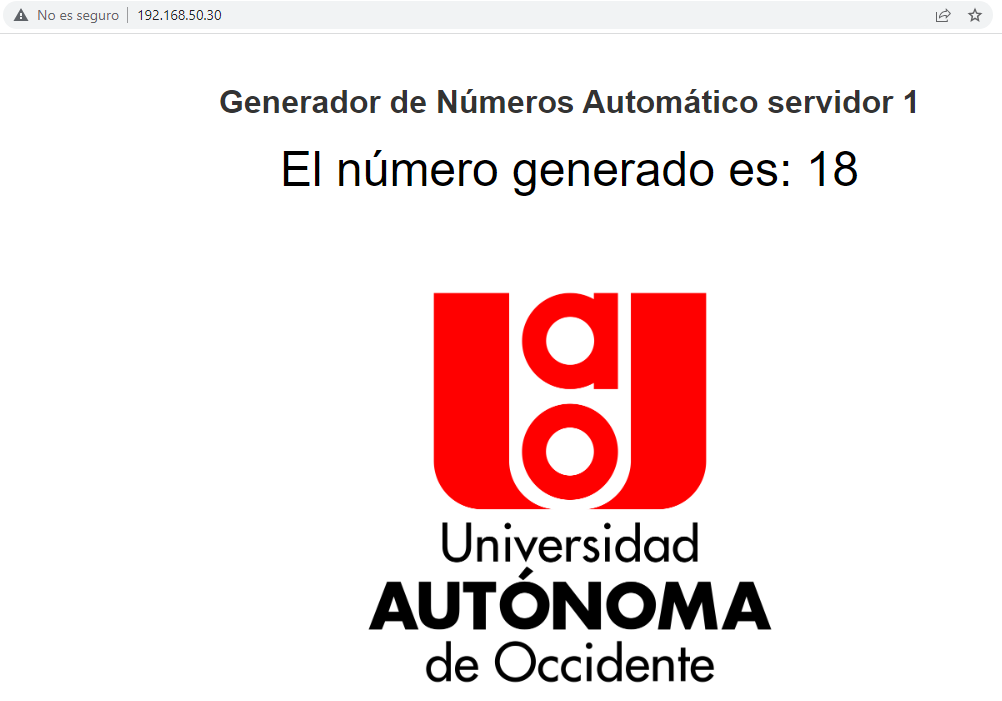 No es seguro 192.168.50.30
Generador de Números Automático servidor 1
El número generado es: 18
uao
Universidad
AUTÓNOMA
de Occidente